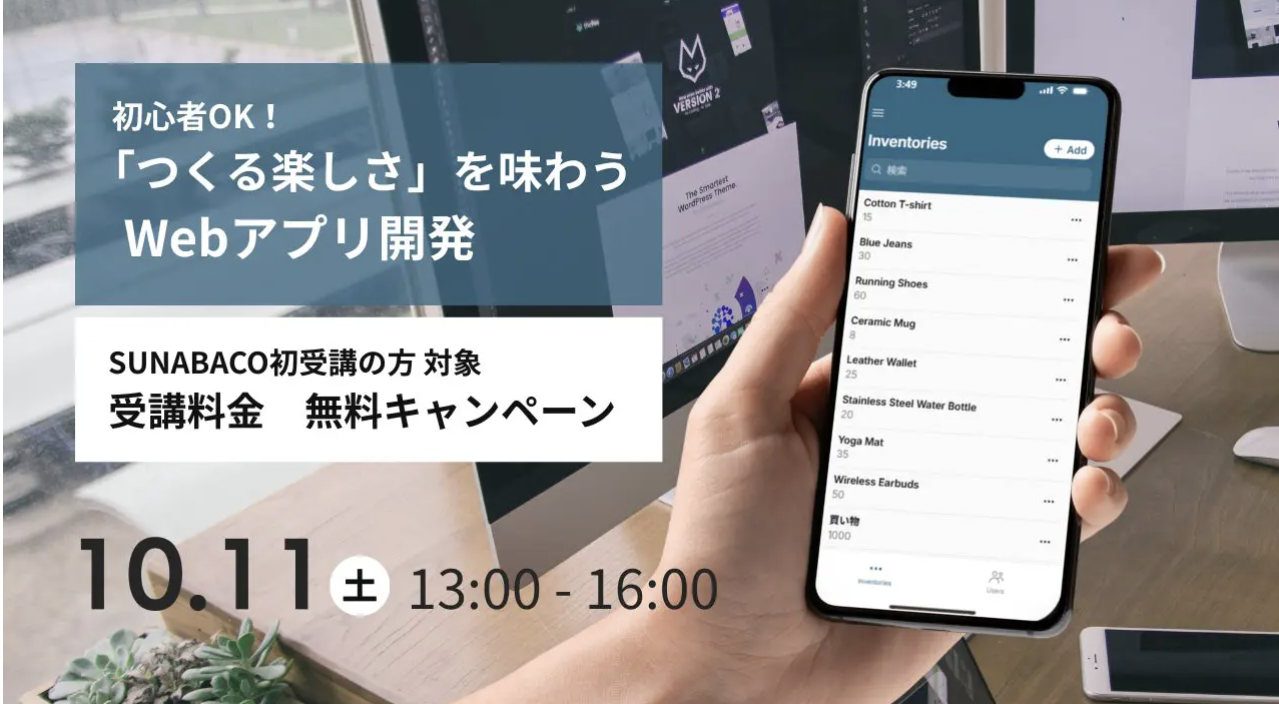 初心者OK！
「つくる楽しさ」を味わう
Webアプリ開発
SUNABACO初受講の方 対象
受講料金　無料キャンペーン
10.11 土 13:00 - 16:00
VERSION 2
The Smartest
WordPress Theme.
3:49
Inventories
+ Add
検索
Cotton T-shirt
15
Blue Jeans
30
Running Shoes
60
Ceramic Mug
8
Leather Wallet
25
Stainless Steel Water Bottle
20
Yoga Mat
35
Wireless Earbuds
50
買い物
1000
Inventories
Users